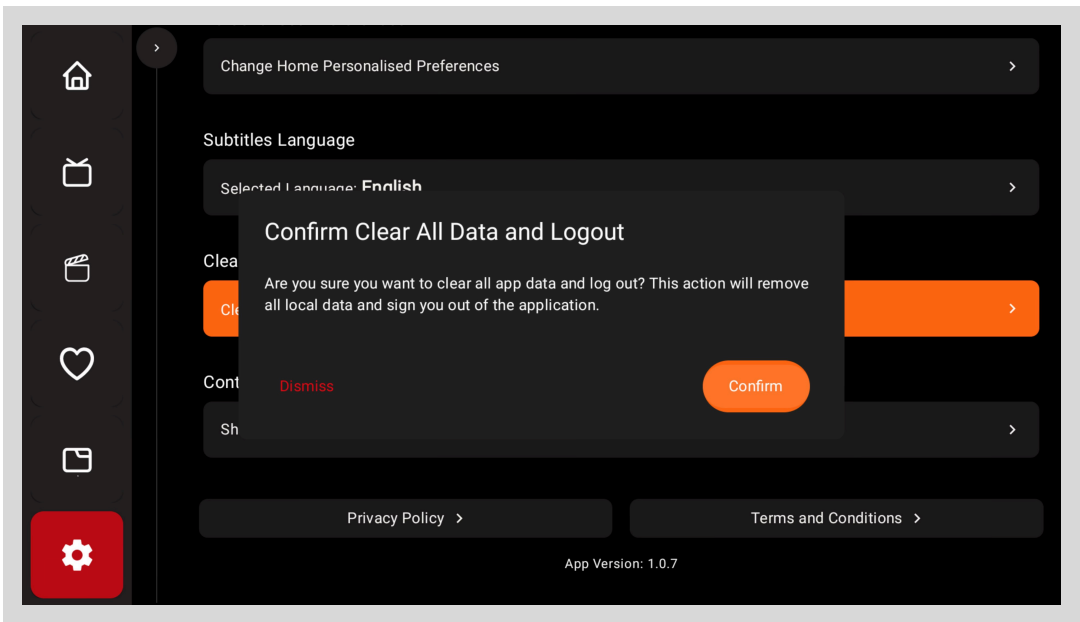 Change Home Personalised Preferences
Subtitles Language
Selected Language: English
Confirm Clear All Data and Logout
Are you sure you want to clear all app data and log out? This action will remove
all local data and sign you out of the application.
Dismiss
Confirm
Privacy Policy
Terms and Conditions
App Version: 1.0.7